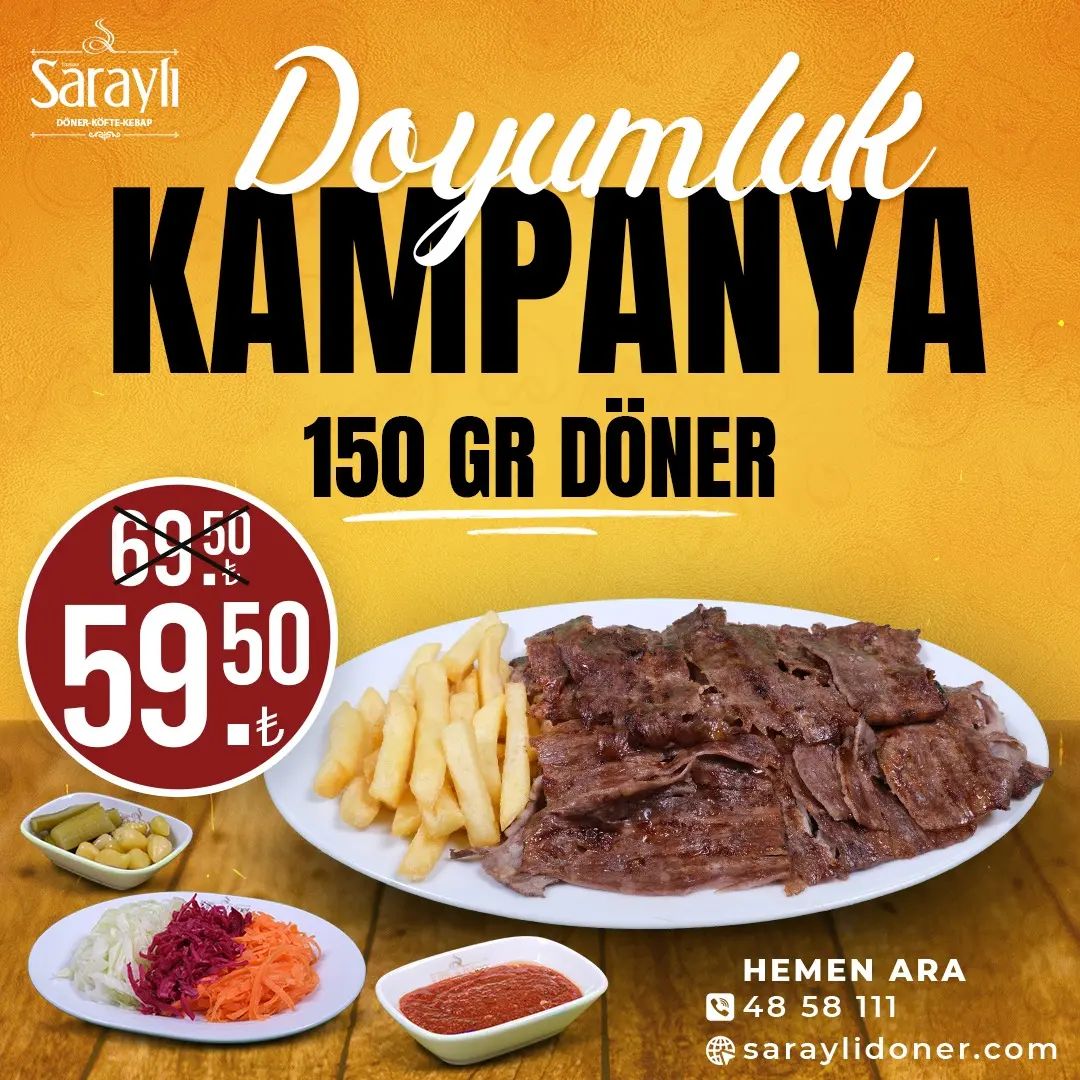 Saraylı
DÖNER-KÖFTE-KEBAP
Doyumluk
KAMPANYA
150 GR DÖNER
69.50₺
59.50₺
HEMEN ARA
48 58 111
saraylidoner.com